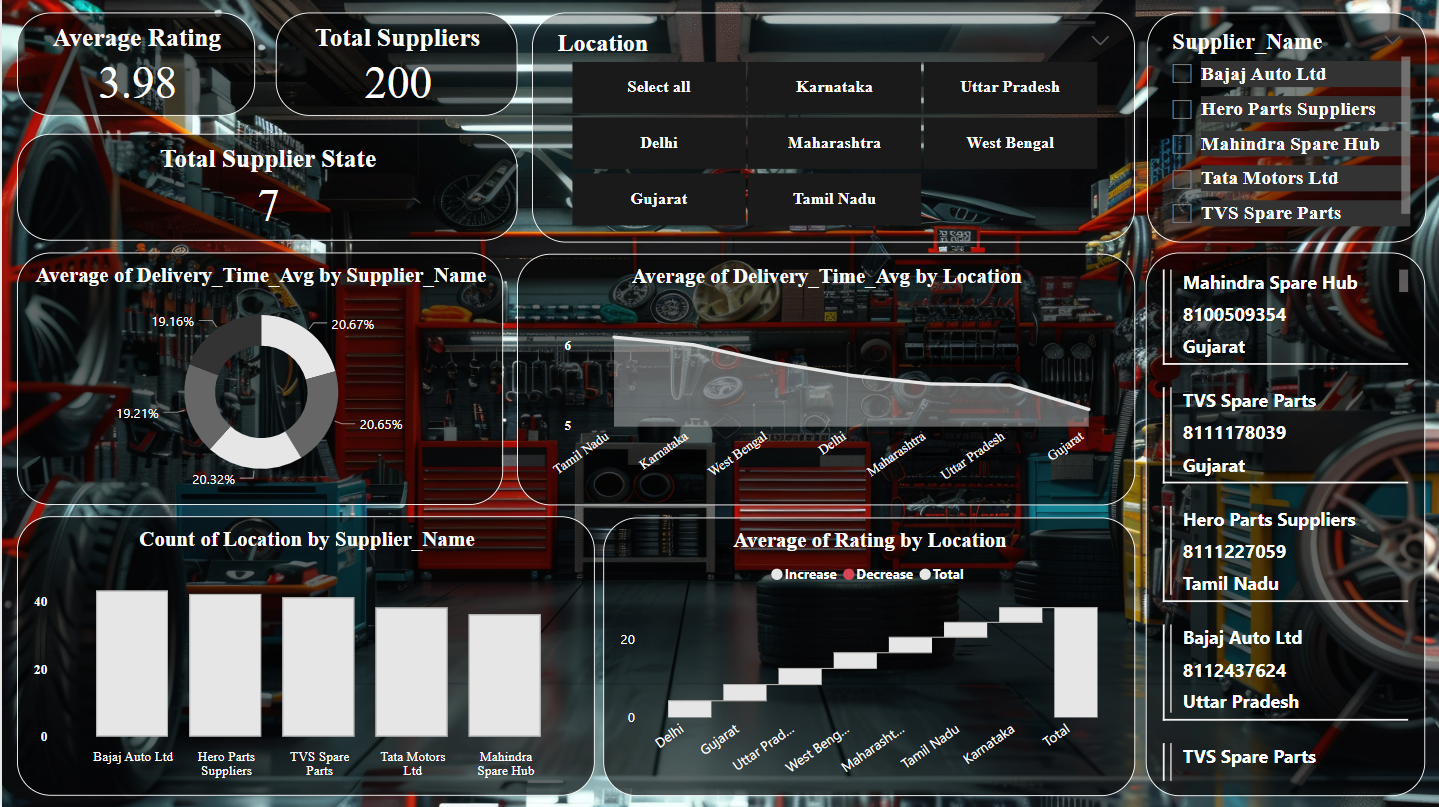 Average Rating
3.98
Total Suppliers
200
Total Supplier State
7
Location
Select all
Karnataka
Uttar Pradesh
Delhi
Maharashtra
West Bengal
Gujarat
Tamil Nadu
Supplier_Name
Bajaj Auto Ltd
Hero Parts Suppliers
Mahindra Spare Hub
Tata Motors Ltd
TVS Spare Parts
Average of Delivery_Time_Avg by Supplier_Name
19.16%
20.67%
19.21%
20.65%
20.32%
Average of Delivery_Time_Avg by Location
6
5
Tamil Nadu
Karnataka
West Bengal
Delhi
Maharashtra
Uttar Pradesh
Gujarat
Mahindra Spare Hub
8100509354
Gujarat
TVS Spare Parts
8111178039
Gujarat
Hero Parts Suppliers
8111227059
Tamil Nadu
Bajaj Auto Ltd
8112437624
Uttar Pradesh
TVS Spare Parts
Count of Location by Supplier_Name
40
20
0
Bajaj Auto Ltd
Hero Parts
Suppliers
TVS Spare
Parts
Tata Motors
Ltd
Mahindra
Spare Hub
Average of Rating by Location
Increase Decrease Total
20
0
Delhi
Gujarat
Uttar Prad...
West Beng...
Maharasht...
Tamil Nadu
Karnataka
Total